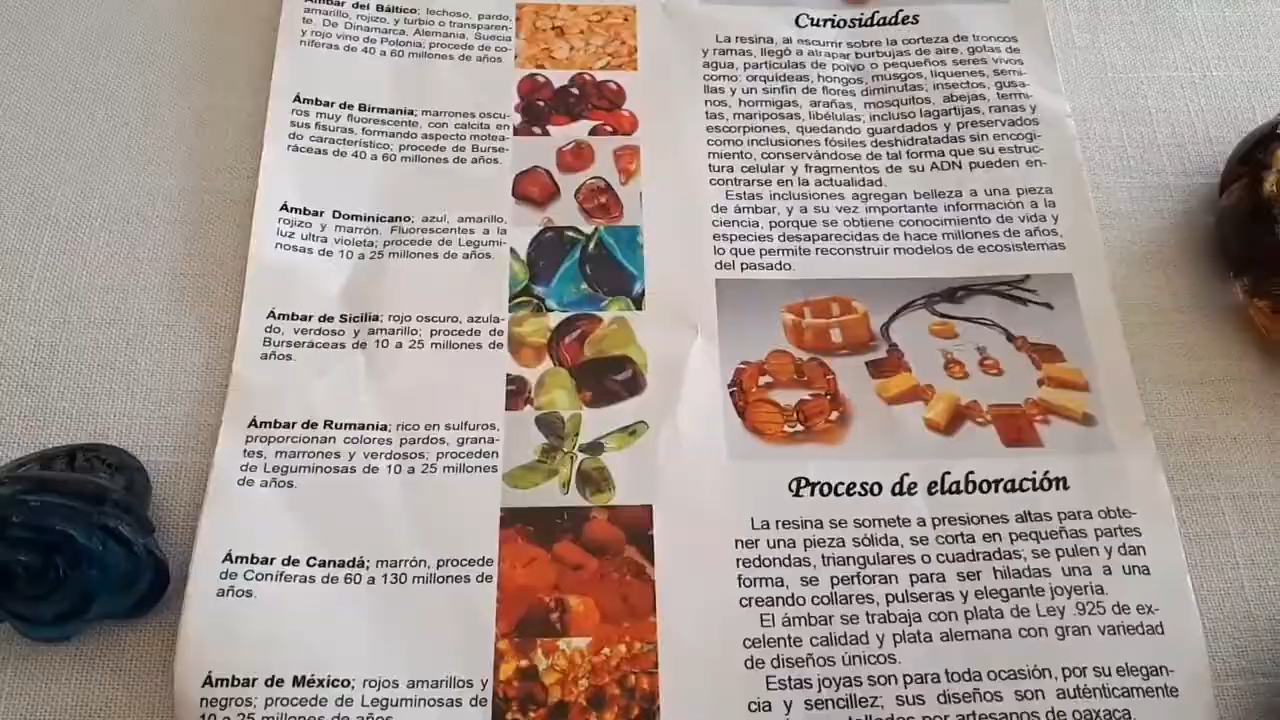 Ámbar del Báltico; lechoso, pardo,
amarillo, rojizo, y turbio o transparen-
te. De Dinamarca, Alemania, Suecia
y rojo vino de Polonia; procede de co-
níferas de 40 a 60 millones de años.
Ámbar de Birmania; marrones oscu-
ros muy fluorescente, con calcita en
sus fisuras, formando aspecto motea-
do característico; procede de Burse-
ráceas de 40 a 60 millones de años.
Ámbar Dominicano; azul, amarillo,
rojizo y marrón. Fluorescentes a la
luz ultra violeta; procede de Legumi-
nosas de 10 a 25 millones de años.
Ámbar de Sicilia; rojo oscuro, azula-
do, verdoso y amarillo; procede de
Burseráceas de 10 a 25 millones de
años.
Ámbar de Rumania; rico en sulfuros,
proporcionan colores pardos, grana-
tes, marrones y verdosos; proceden
de Leguminosas de 10 a 25 millones
de años.
Ámbar de Canadá; marrón, procede
de Coníferas de 60 a 130 millones de
años.
Ámbar de México; rojos amarillos y
negros; procede de Leguminosas de
10 a 25 millones de años.
Curiosidades
La resina, al escurrir sobre la corteza de troncos
y ramas, llegó a atrapar burbujas de aire, gotas de
agua, partículas de polvo o pequeños seres vivos
como: orquídeas, hongos, musgos, líquenes, semi-
llas y un sinfín de flores diminutas; insectos, gusa-
nos, hormigas, arañas, mosquitos, abejas, termi-
tas, mariposas, libélulas; incluso lagartijas, ranas y
escorpiones, quedando guardados y preservados
como inclusiones fósiles deshidratadas sin encogi-
miento, conservándose de tal forma que su estruc-
tura celular y fragmentos de su ADN pueden en-
contrarse en la actualidad.
Estas inclusiones agregan belleza a una pieza
de ámbar, y a su vez importante información a la
ciencia, porque se obtiene conocimiento de vida y
especies desaparecidas de hace millones de años,
lo que permite reconstruir modelos de ecosistemas
del pasado.
Proceso de elaboración
La resina se somete a presiones altas para obte-
ner una pieza sólida, se corta en pequeñas partes
redondas, triangulares o cuadradas; se pulen y dan
forma, se perforan para ser hiladas una a una
creando collares, pulseras y elegante joyería.
El ámbar se trabaja con plata de Ley .925 de ex-
celente calidad y plata alemana con gran variedad
de diseños únicos.
Estas joyas son para toda ocasión, por su elegan-
cia y sencillez; sus diseños son auténticamente
por artesanos de oaxaca.